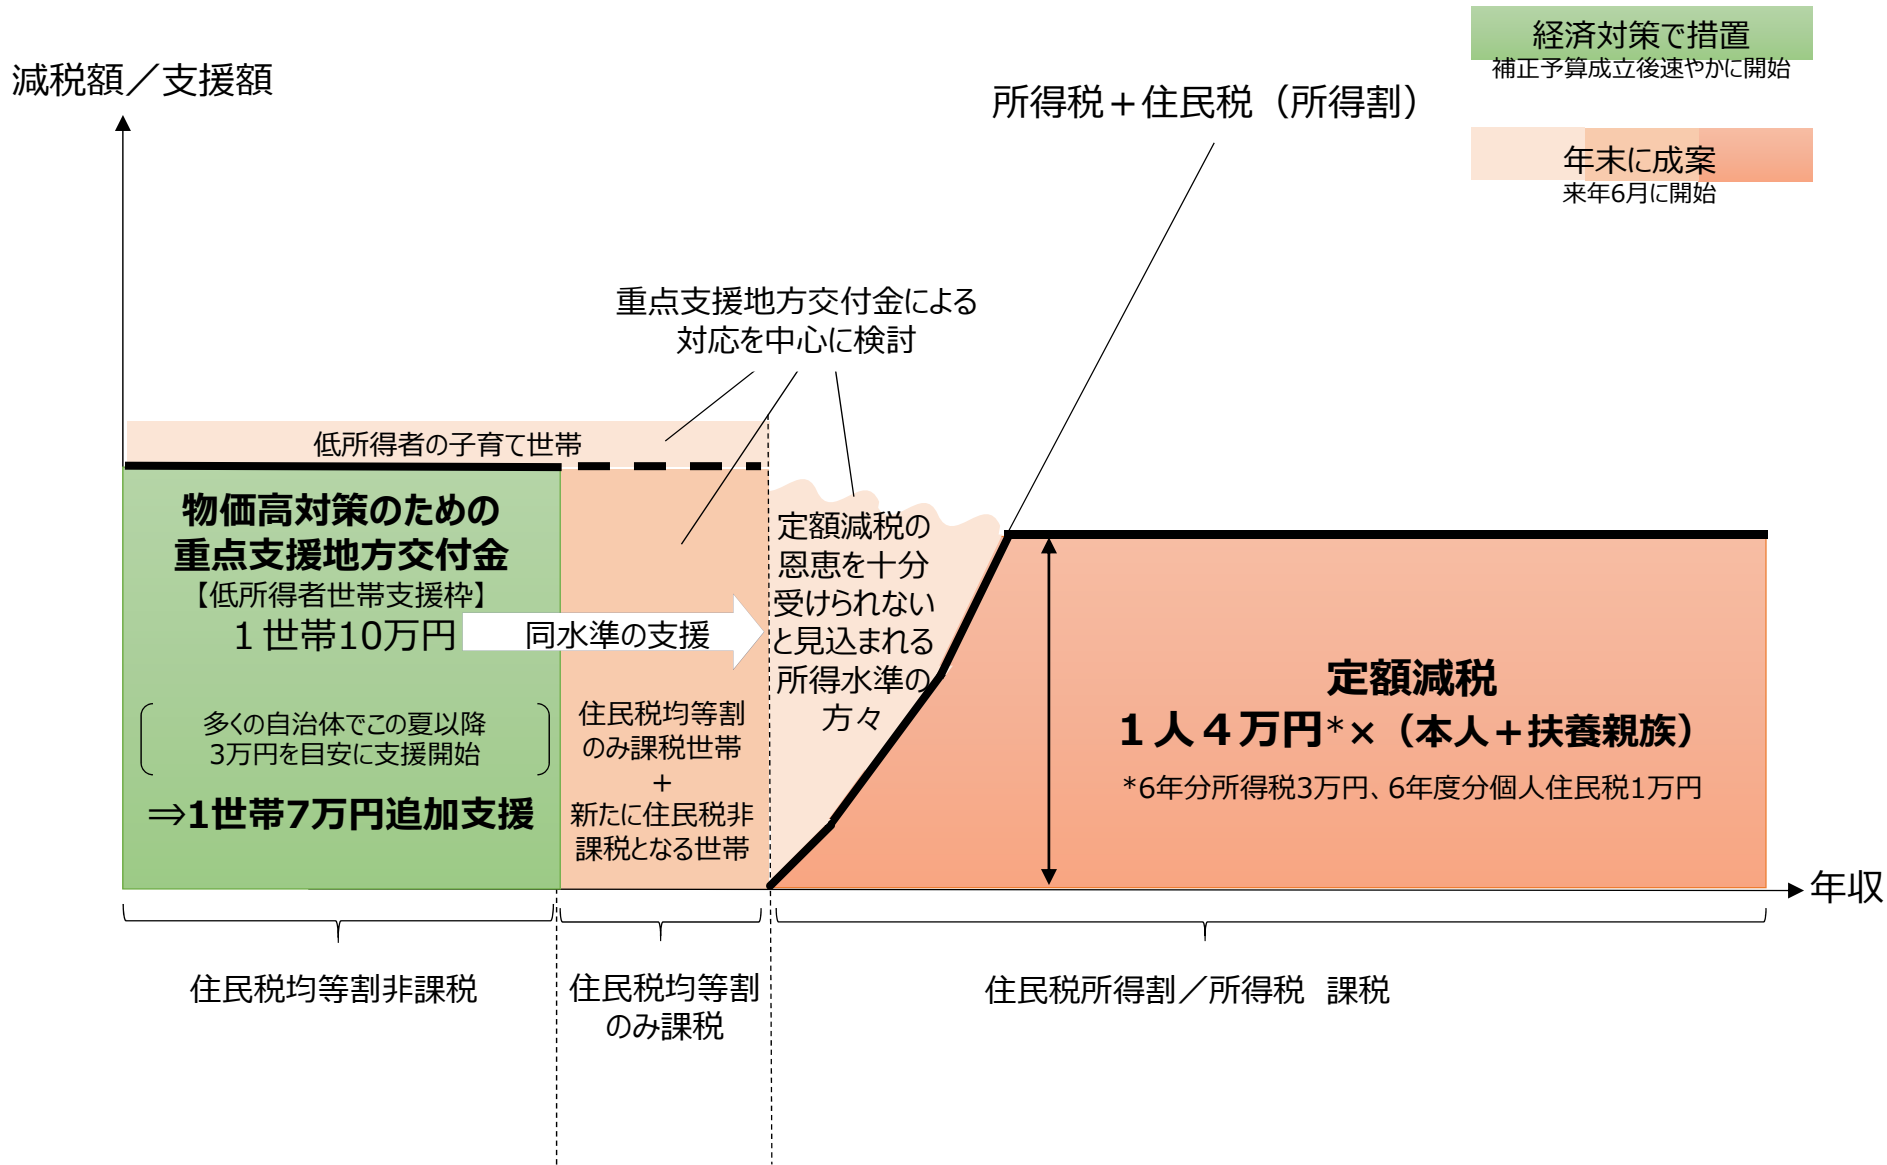 経済対策で措置
補正予算成立後速やかに開始
減税額／支援額
所得税＋住民税（所得割）
年末に成案
来年6月に開始
重点支援地方交付金による
対応を中心に検討
低所得者の子育て世帯
物価高対策のための
重点支援地方交付金
【低所得者世帯支援枠】
１世帯10万円
同水準の支援
多くの自治体でこの夏以降
3万円を目安に支援開始
⇒1世帯7万円追加支援
住民税均等割
のみ課税世帯
＋
新たに住民税非
課税となる世帯
定額減税の
恩恵を十分
受けられない
と見込まれる
所得水準の
方々
定額減税
１人４万円*×（本人＋扶養親族）
*6年分所得税3万円、6年度分個人住民税1万円
年収
住民税均等割非課税
住民税均等割
のみ課税
住民税所得割／所得税　課税